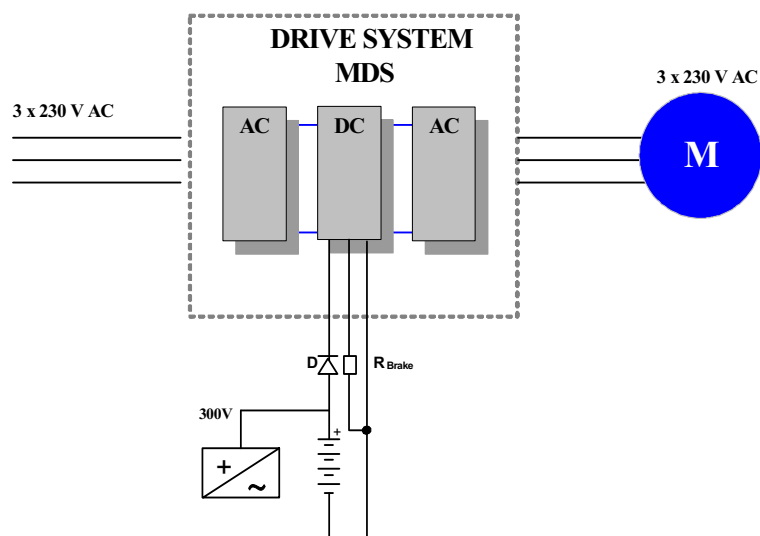 DRIVE SYSTEM
MDS
3 x 230 V AC
3 x 230 V AC
AC
DC
AC
M
D
R Brake
300V
+
+
~